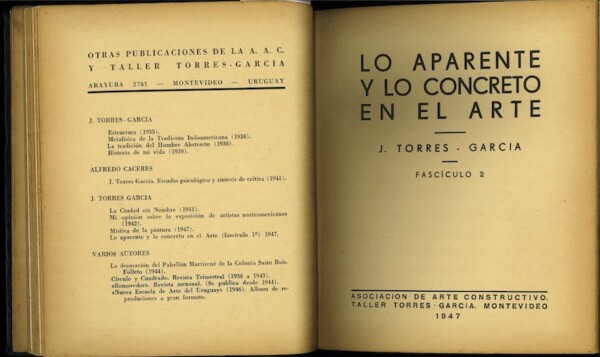 OTRAS PUBLICACIONES DE LA A. A. C.
Y TALLER TORRES-GARCIA
ABAYUBA 2761 — MONTEVIDEO — URUGUAY
J. TORRES-GARCIA
Estructura (1935).
Metafísica de la Tradición Indoamericana (1938).
La tradición del Hombre Abstracto (1938).
Historia de mi vida (1939).
ALFREDO CACERES
J. Torres García. Estudio psicológico y síntesis de crítica (1941).
J. TORRES GARCIA
La Ciudad sin Nombre (1941).
Mi opinión sobre la exposición de artistas norteamericanos
(1942).
Mística de la pintura (1947).
Lo aparente y lo concreto en el Arte (fascículo 1º) 1947.
VARIOS AUTORES
La decoración del Pabellón Martirené de la Colonia Saint Bois.
Folleto (1944).
Círculo y Cuadrado. Revista Trimestral (1936 a 1943).
«Removedor». Revista mensual. (Se publica desde 1944).
«Nueva Escuela de Arte del Uruguay» (1946). Album de re-
producciones a gran formato.
LO APARENTE
Y LO CONCRETO
EN EL ARTE
J. TORRES - GARCIA
FASCÍCULO 2
ASOCIACION DE ARTE CONSTRUCTIVO.
TALLER TORRES-GARCIA. MONTEVIDEO
1947